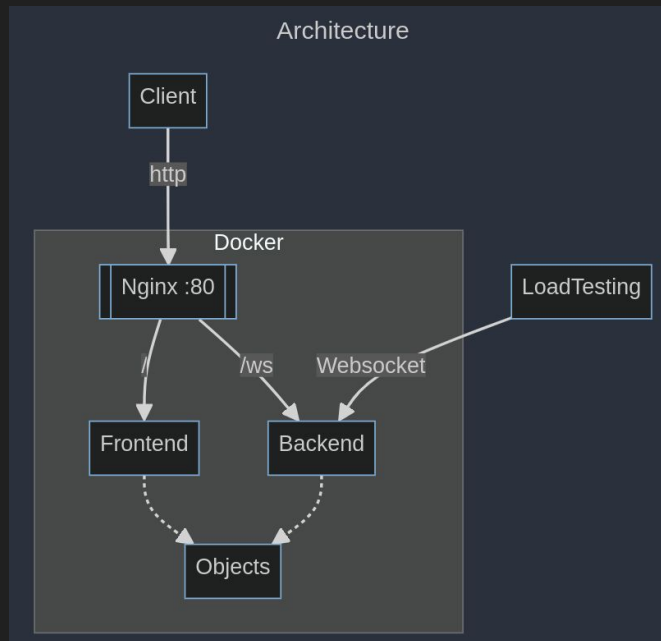 Architecture
Client
http
Docker
Nginx :80
LoadTesting
/
/ws
Websocket
Frontend
Backend
Objects